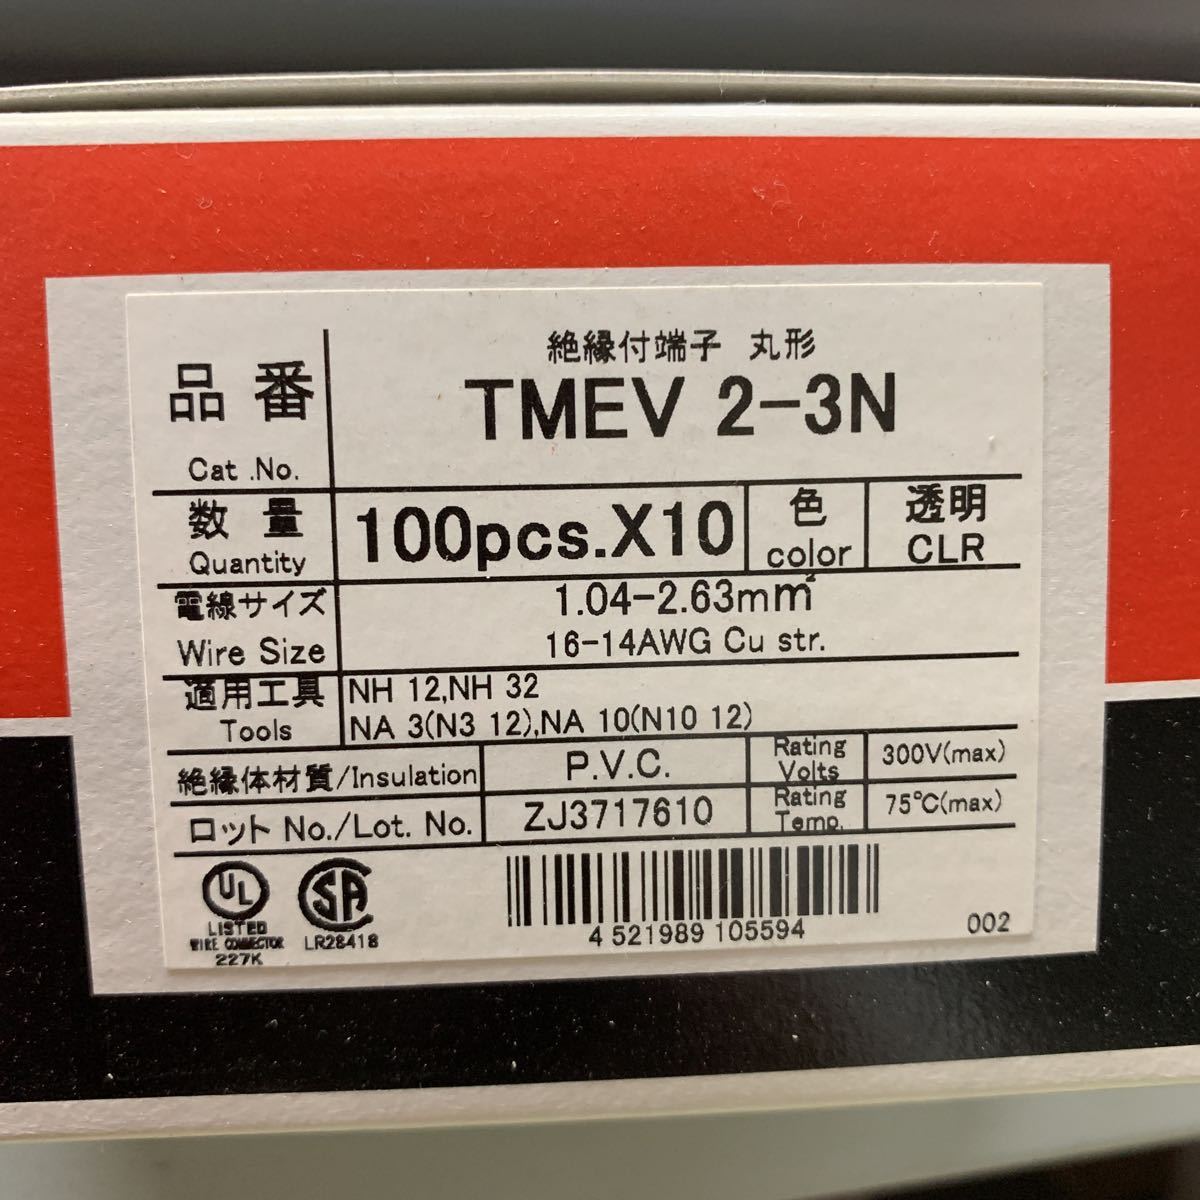 絶縁付端子 丸形
品番 TMEV 2-3N
Cat .No.
数量 100pcs.X10 色 透明
Quantity color CLR
電線サイズ 1.04-2.63mm²
Wire Size 16-14AWG Cu str.
適用工具 NH 12,NH 32
Tools NA 3(N3 12),NA 10(N10 12)
絶縁体材質/Insulation P.V.C. Rating Volts 300V(max)
ロット No./Lot. No. ZJ3717610 Rating Temp. 75℃(max)
UL SA
LISTED
WIRE CONNECTOR LR28418
227K
4 521989 105594 002